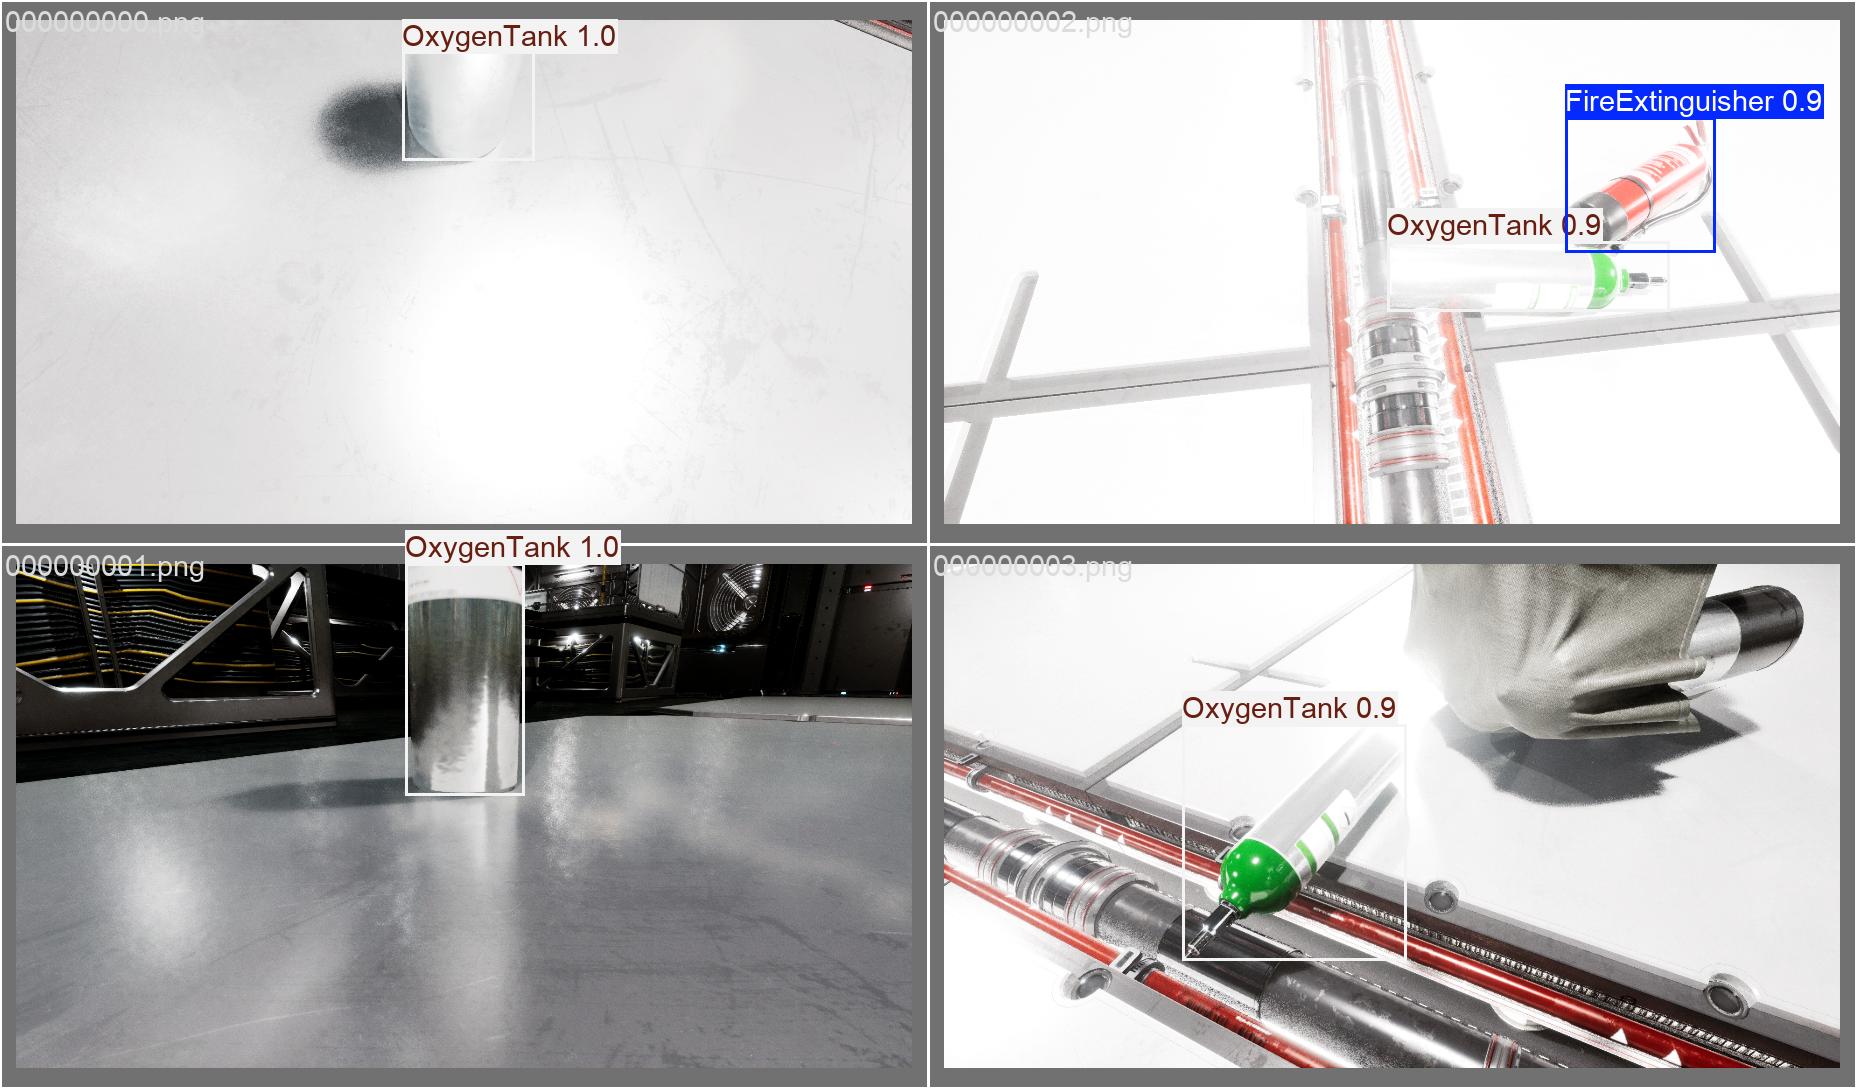 000000000.png
OxygenTank 1.0
000000002.png
FireExtinguisher 0.9
OxygenTank 0.9
000000001.png
OxygenTank 1.0
000000003.png
OxygenTank 0.9